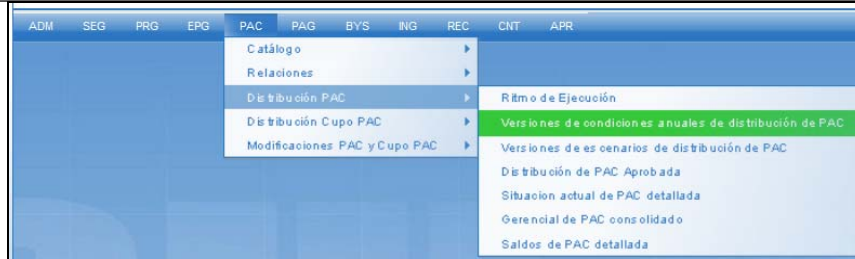 ADM SEG PRG EPG PAC PAG BYS ING REC CNT APR
Catálogo
Relaciones
Distribución PAC
Distribución Cupo PAC
Modificaciones PAC y Cupo PAC
Ritmo de Ejecución
Versiones de condiciones anuales de distribución de PAC
Versiones de escenarios de distribución de PAC
Distribución de PAC Aprobada
Situacion actual de PAC detallada
Gerencial de PAC consolidado
Saldos de PAC detallada